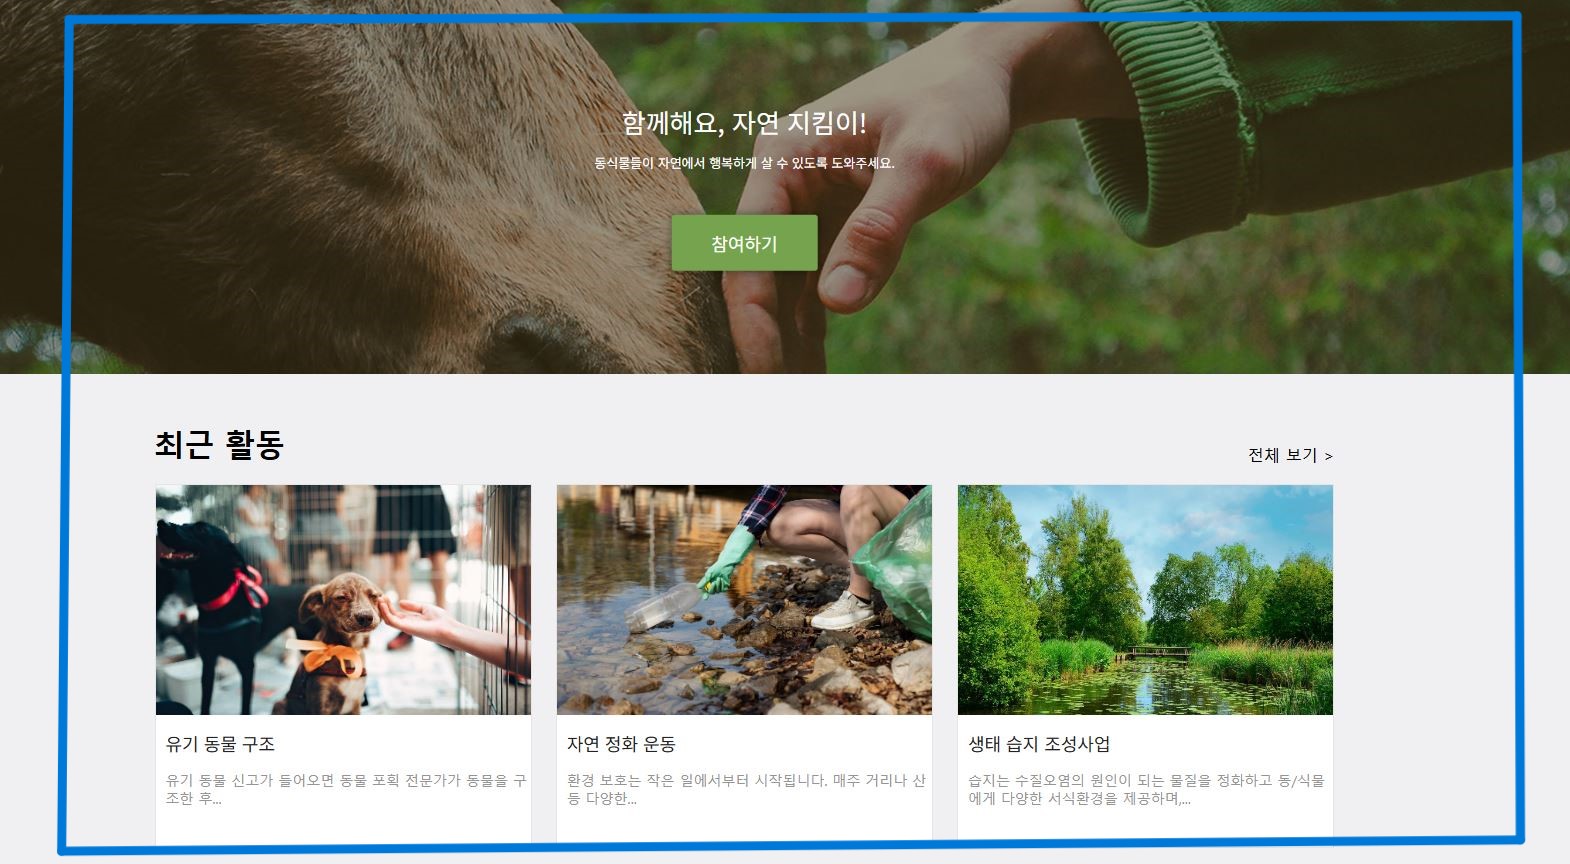 함께해요, 자연 지킴이!
동식물들이 자연에서 행복하게 살 수 있도록 도와주세요.
참여하기
최근 활동
전체 보기 >
유기 동물 구조
유기 동물 신고가 들어오면 동물 포획 전문가가 동물을 구
조한 후...
자연 정화 운동
환경 보호는 작은 일에서부터 시작됩니다. 매주 거리나 산
등 다양한...
생태 습지 조성사업
습지는 수질오염의 원인이 되는 물질을 정화하고 동/식물
에게 다양한 서식환경을 제공하며,...